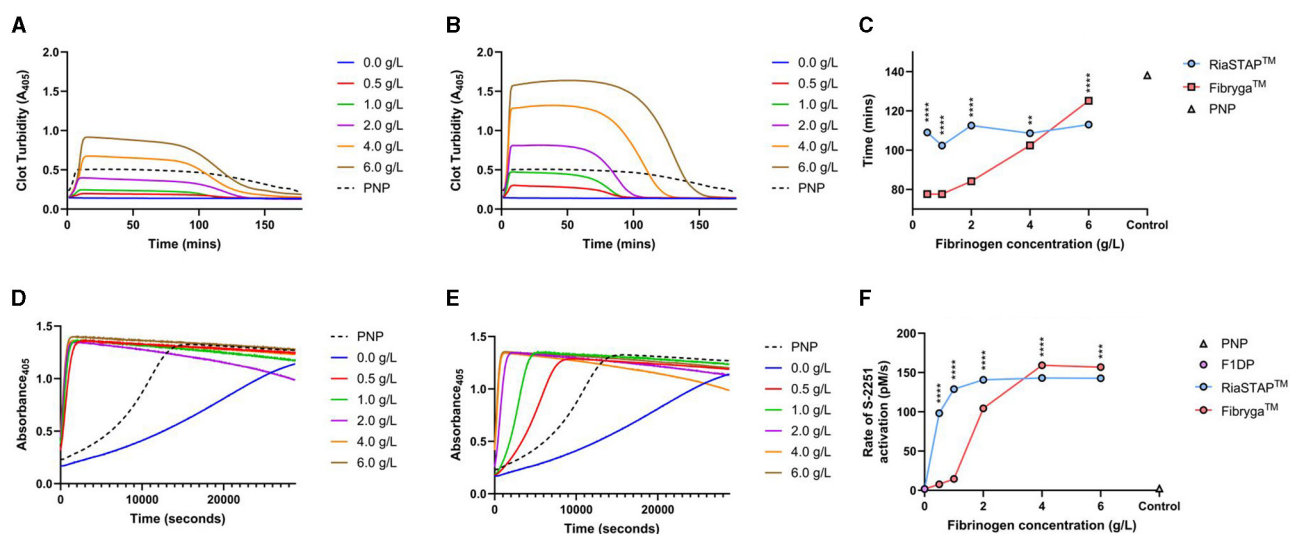 A
Clot Turbidity (A405)
2.0
1.5
1.0
0.5
0.0
0
50
100
150
Time (mins)
0.0 g/L
0.5 g/L
1.0 g/L
2.0 g/L
4.0 g/L
6.0 g/L
PNP
B
Clot Turbidity (A405)
2.0
1.5
1.0
0.5
0.0
0
50
100
150
Time (mins)
0.0 g/L
0.5 g/L
1.0 g/L
2.0 g/L
4.0 g/L
6.0 g/L
PNP
C
Time (mins)
140
120
100
80
****
****
****
**
****
0
2
4
6
Control
Fibrinogen concentration (g/L)
RiaSTAP™
Fibryga™
PNP
D
Absorbance405
1.5
1.0
0.5
0.0
0
10000
20000
Time (seconds)
PNP
0.0 g/L
0.5 g/L
1.0 g/L
2.0 g/L
4.0 g/L
6.0 g/L
E
Absorbance405
1.5
1.0
0.5
0.0
0
10000
20000
Time (seconds)
PNP
0.0 g/L
0.5 g/L
1.0 g/L
2.0 g/L
4.0 g/L
6.0 g/L
F
Rate of S-2251
activation (pM/s)
200
150
100
50
0
****
****
****
****
***
0
2
4
6
Control
Fibrinogen concentration (g/L)
PNP
F1DP
RiaSTAP™
Fibryga™